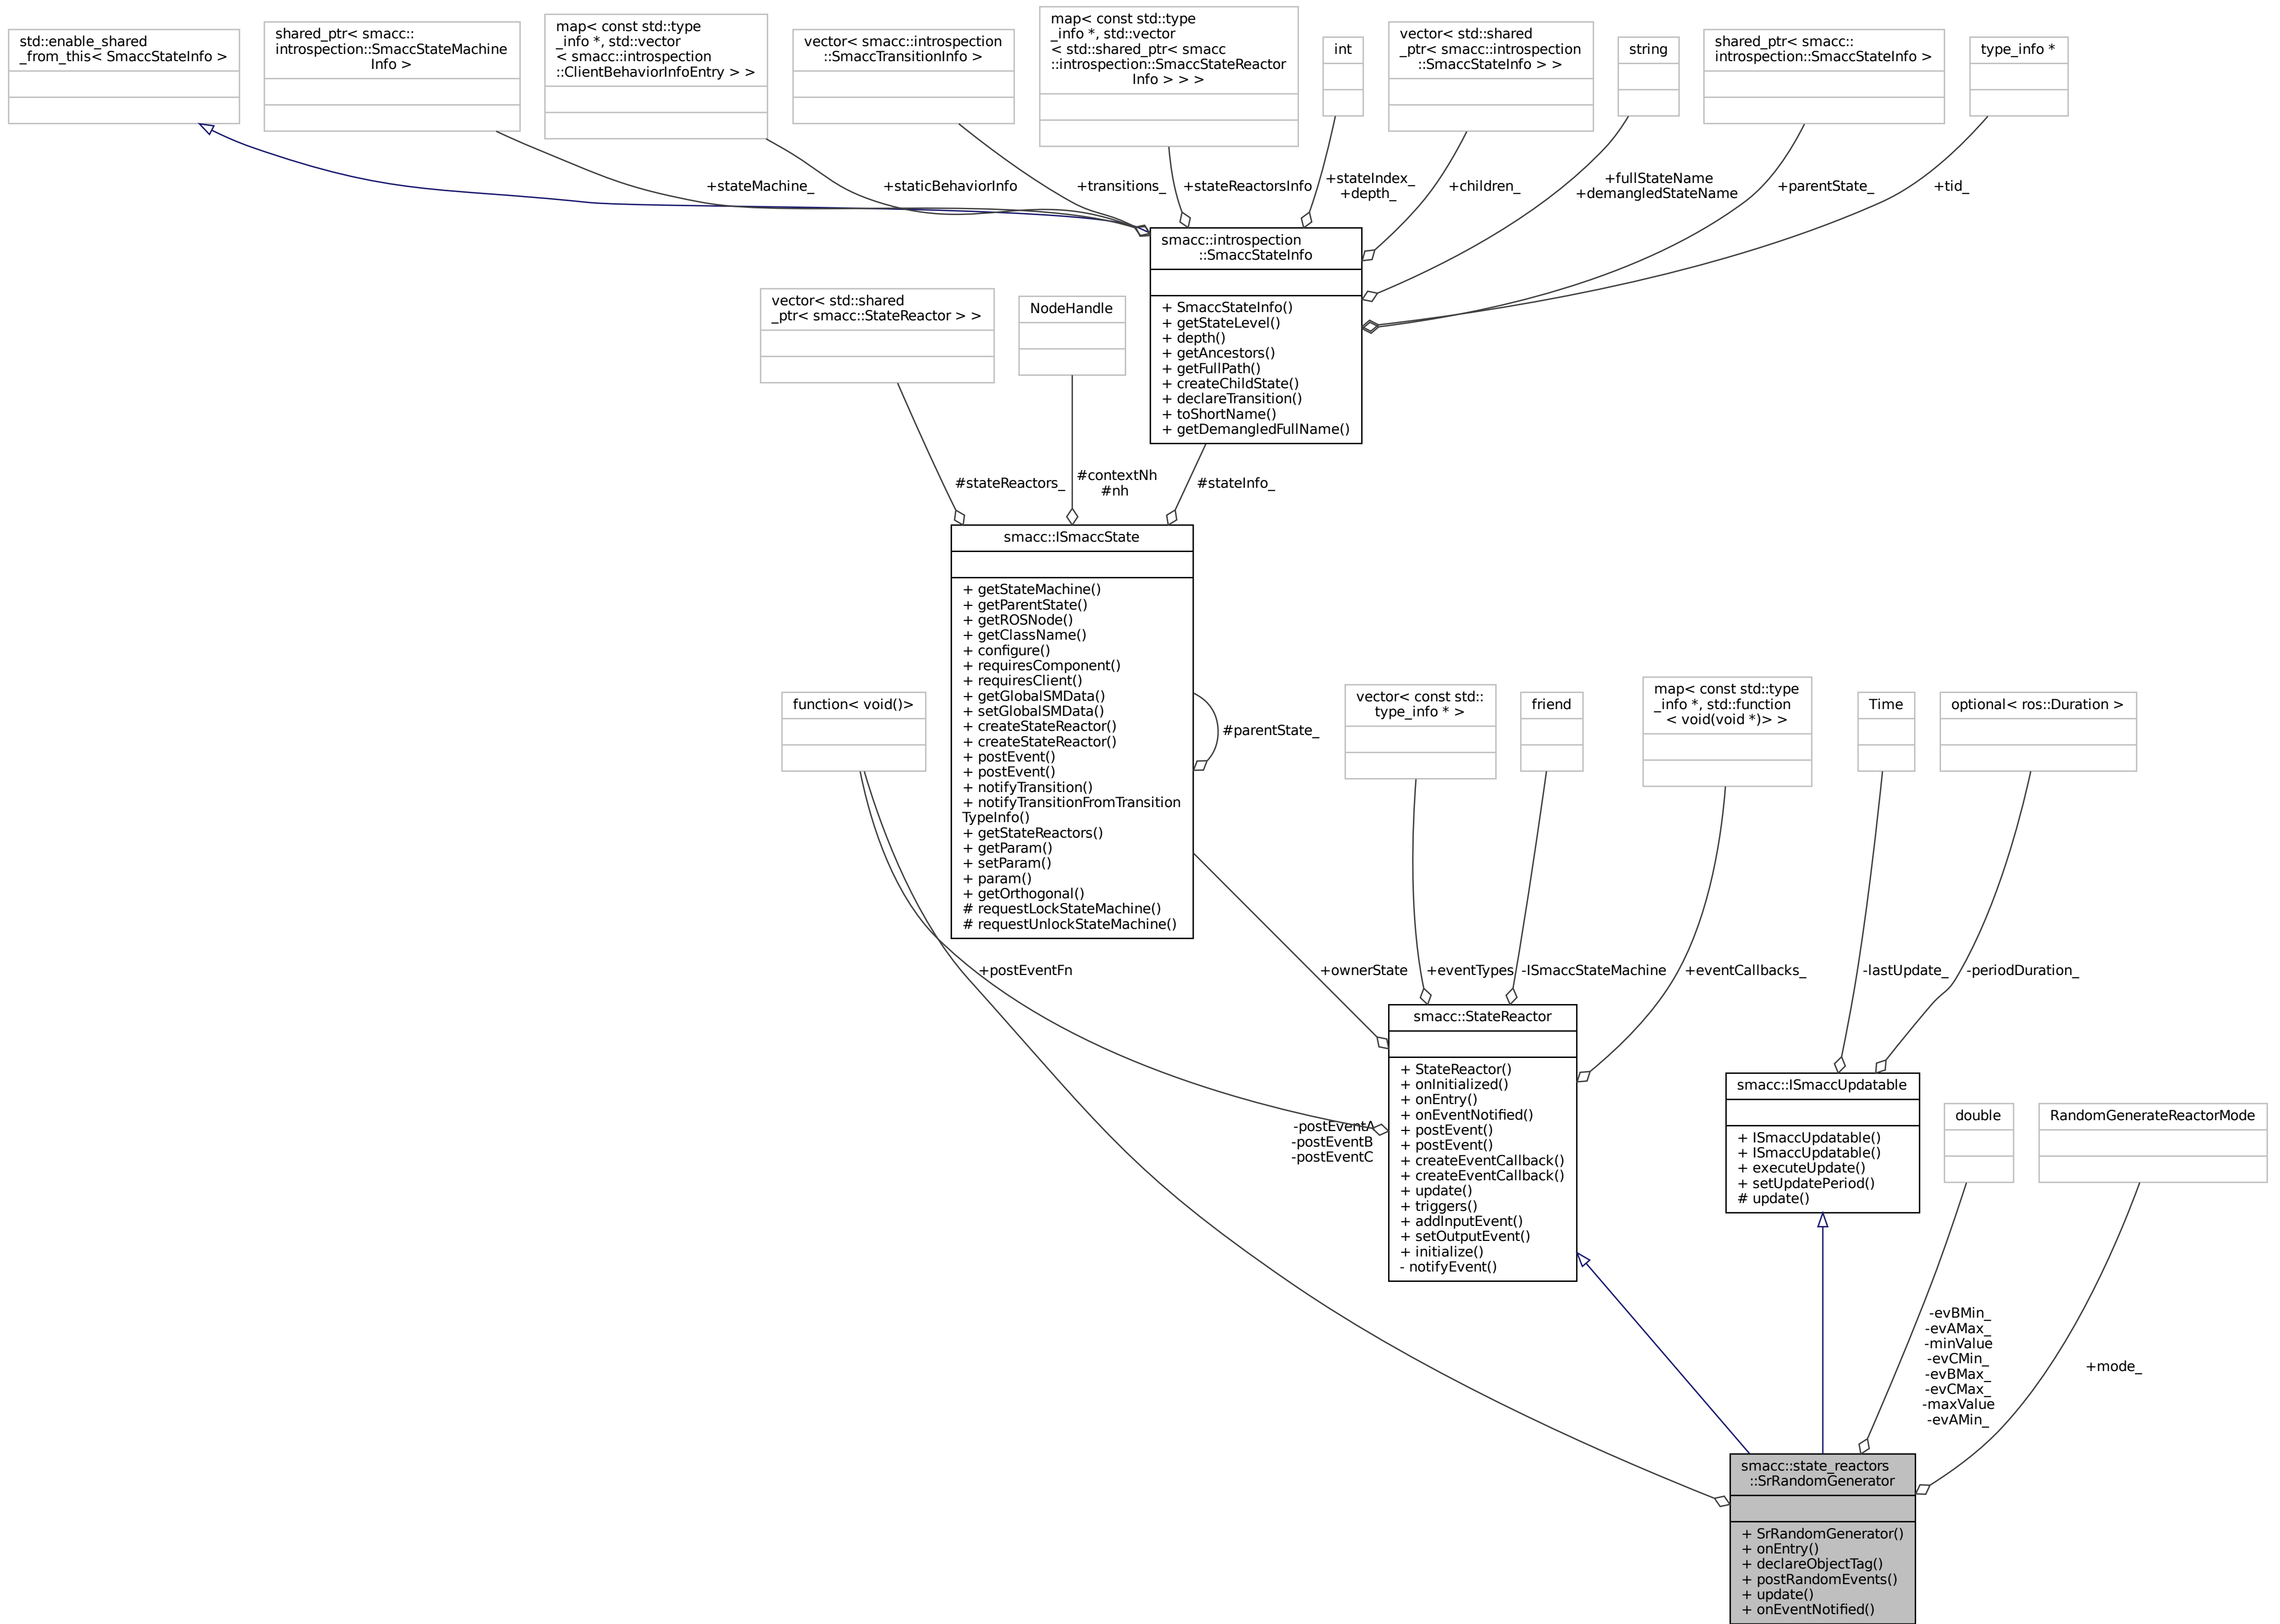 std::enable_shared
_from_this< SmaccStateInfo >
shared_ptr< smacc::
introspection::SmaccStateMachine
Info >
map< const std::type
_info *, std::vector
< smacc::introspection
::ClientBehaviorInfoEntry > >
vector< smacc::introspection
::SmaccTransitionInfo >
map< const std::type
_info *, std::vector
< std::shared_ptr< smacc
::introspection::SmaccStateReactor
Info > > >
int
vector< std::shared
_ptr< smacc::introspection
::SmaccStateInfo > >
string
shared_ptr< smacc::
introspection::SmaccStateInfo >
type_info *
+stateMachine_
+staticBehaviorInfo
+transitions_
+stateReactorsInfo
+stateIndex_
+depth_
+children_
+fullStateName
+demangledStateName
+parentState_
+tid_
smacc::introspection
::SmaccStateInfo
+ SmaccStateInfo()
+ getStateLevel()
+ depth()
+ getAncestors()
+ getFullPath()
+ createChildState()
+ declareTransition()
+ toShortName()
+ getDemangledFullName()
vector< std::shared
_ptr< smacc::StateReactor > >
NodeHandle
#stateReactors_
#contextNh
#nh
#stateInfo_
smacc::ISmaccState
+ getStateMachine()
+ getParentState()
+ getROSNode()
+ getClassName()
+ configure()
+ requiresComponent()
+ requiresClient()
+ getGlobalSMData()
+ setGlobalSMData()
+ createStateReactor()
+ createStateReactor()
+ postEvent()
+ postEvent()
+ notifyTransition()
+ notifyTransitionFromTransition
TypeInfo()
+ getStateReactors()
+ getParam()
+ setParam()
+ param()
+ getOrthogonal()
# requestLockStateMachine()
# requestUnlockStateMachine()
#parentState_
function< void()>
vector< const std::
type_info * >
friend
map< const std::type
_info *, std::function
< void(void *)> >
Time
optional< ros::Duration >
+postEventFn
+ownerState
+eventTypes
-ISmaccStateMachine
+eventCallbacks_
-lastUpdate_
-periodDuration_
smacc::StateReactor
+ StateReactor()
+ onInitialized()
+ onEntry()
+ onEventNotified()
+ postEvent()
+ postEvent()
+ createEventCallback()
+ createEventCallback()
+ update()
+ triggers()
+ addInputEvent()
+ setOutputEvent()
+ initialize()
- notifyEvent()
smacc::ISmaccUpdatable
+ ISmaccUpdatable()
+ ISmaccUpdatable()
+ executeUpdate()
+ setUpdatePeriod()
# update()
double
RandomGenerateReactorMode
-postEventA
-postEventB
-postEventC
-evBMin_
-evAMax_
-minValue
-evCMin_
-evBMax_
-evCMax_
-maxValue
-evAMin_
+mode_
smacc::state_reactors
::SrRandomGenerator
+ SrRandomGenerator()
+ onEntry()
+ declareObjectTag()
+ postRandomEvents()
+ update()
+ onEventNotified()